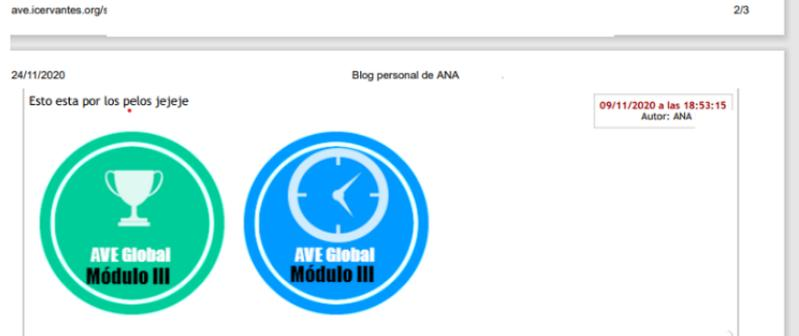 ave.icervantes.org/s
2/3
24/11/2020
Blog personal de ANA
Esto esta por los pelos jejeje
09/11/2020 a las 18:53:15
Autor: ANA
AVE Global
Módulo III
AVE Global
Módulo III